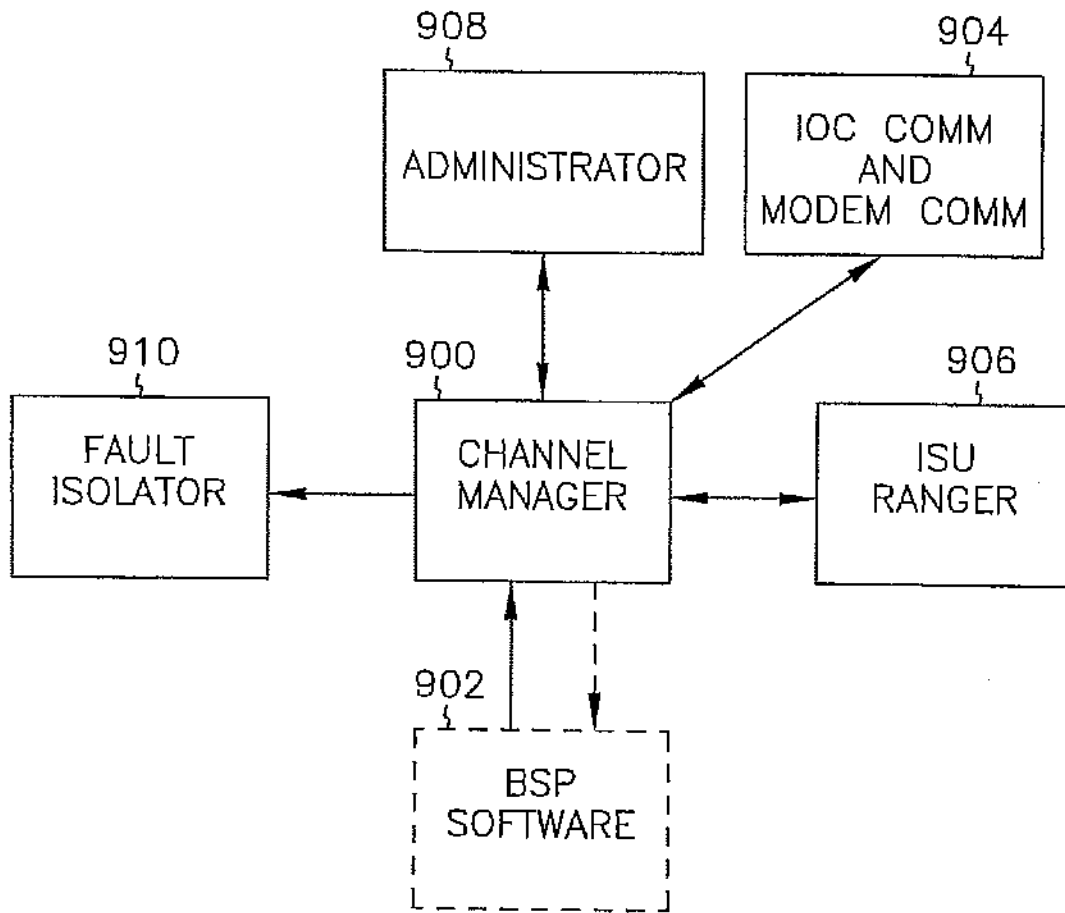 908
ADMINISTRATOR
904
IOC COMM
AND
MODEM COMM
910
FAULT
ISOLATOR
900
CHANNEL
MANAGER
906
ISU
RANGER
902
BSP
SOFTWARE